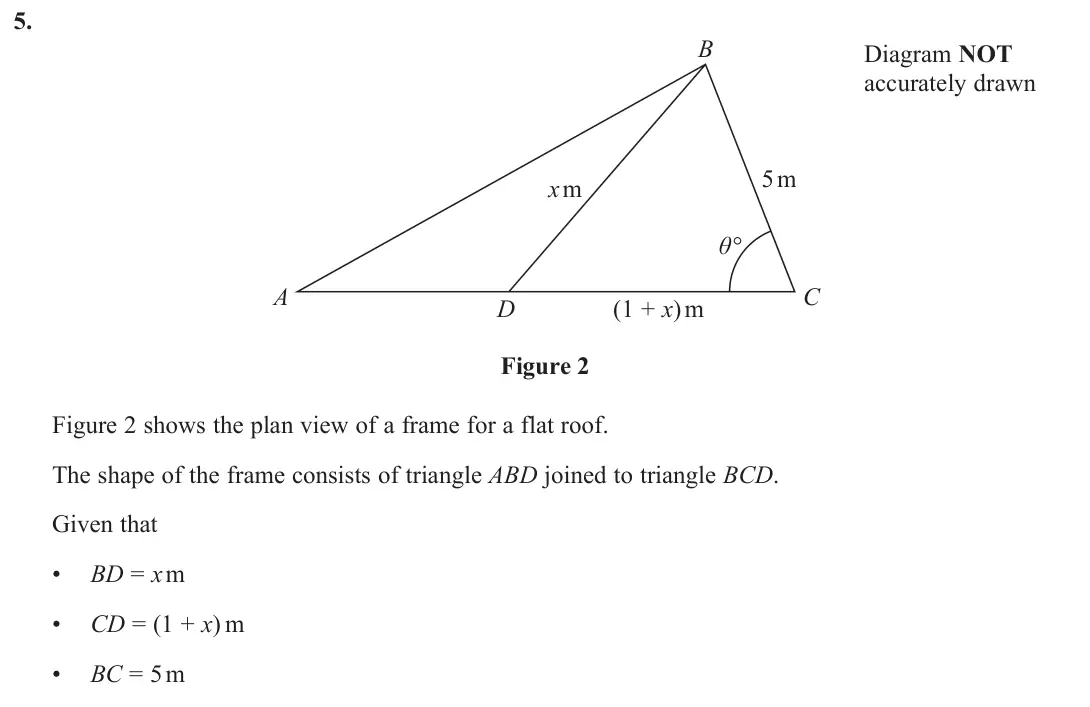 5.
B
Diagram NOT
accurately drawn
x m
5 m
θ°
A
D
(1 + x) m
C
Figure 2
Figure 2 shows the plan view of a frame for a flat roof.
The shape of the frame consists of triangle ABD joined to triangle BCD.
Given that
• BD = x m
• CD = (1 + x) m
• BC = 5 m